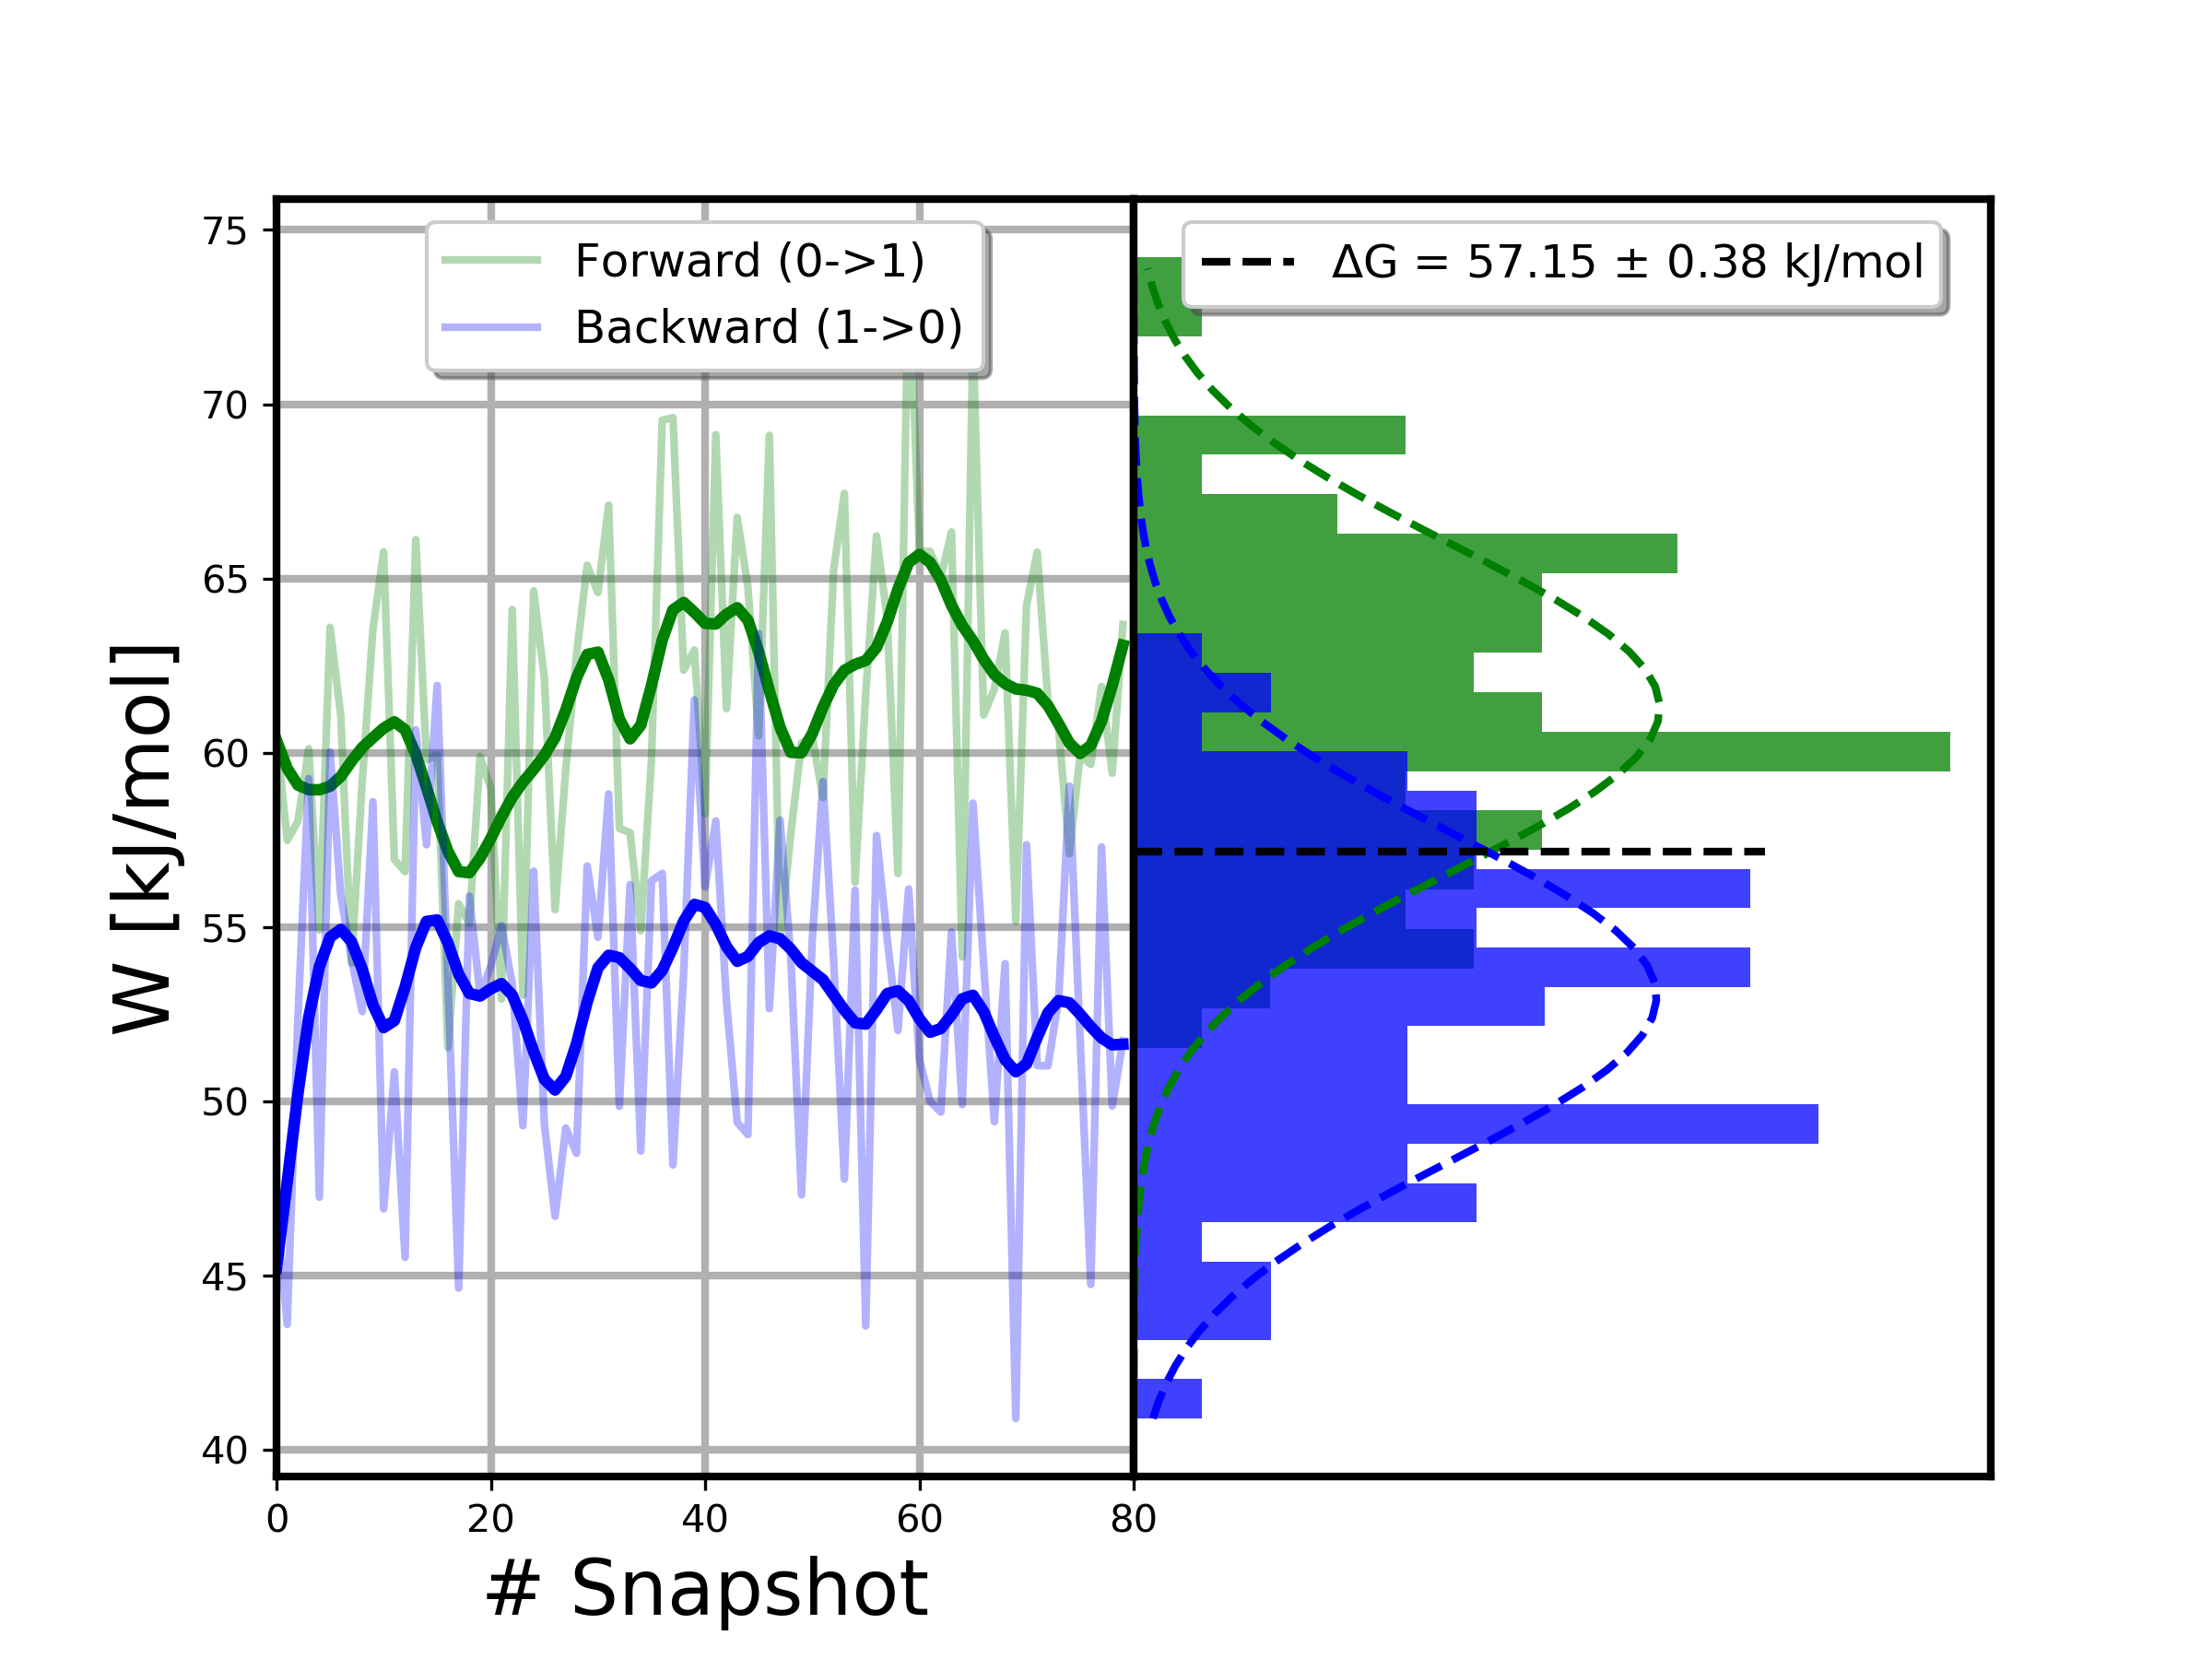 Forward (0->1)
Backward (1->0)
ΔG = 57.15 ± 0.38 kJ/mol
W [kJ/mol]
75
70
65
60
55
50
45
40
0 20 40 60 80
# Snapshot